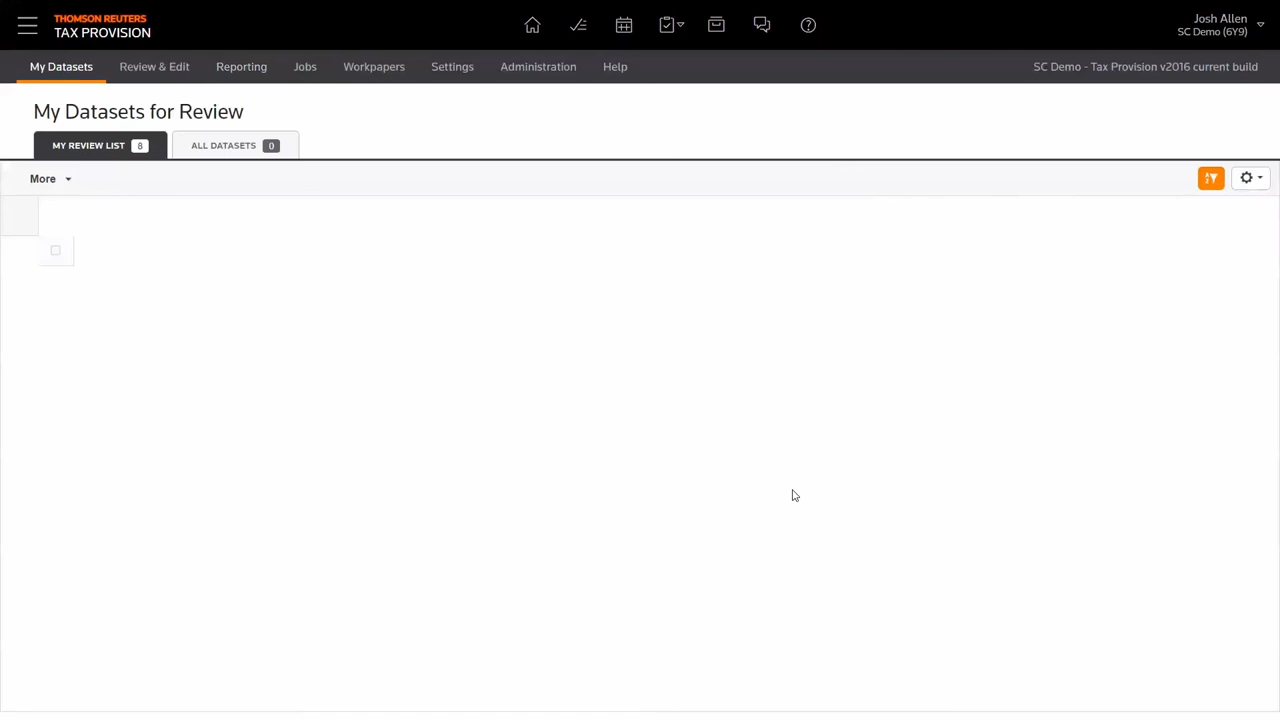 THOMSON REUTERS
TAX PROVISION
Josh Allen
SC Demo (6Y9)
My Datasets Review & Edit Reporting Jobs Workpapers Settings Administration Help SC Demo - Tax Provision v2016 current build
My Datasets for Review
MY REVIEW LIST 8 ALL DATASETS 0
More